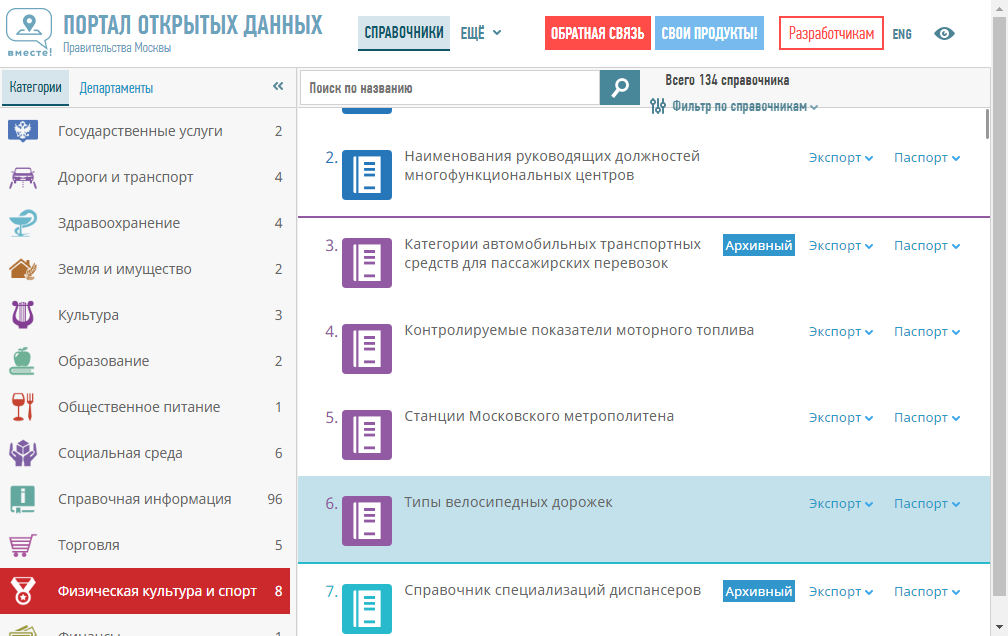 ПОРТАЛ ОТКРЫТЫХ ДАННЫХ
Правительства Москвы
вместе!
СПРАВОЧНИКИ
ЕЩЁ
ОБРАТНАЯ СВЯЗЬ
СВОИ ПРОДУКТЫ!
Разработчикам
ENG
Категории
Департаменты
«
Поиск по названию
Всего 134 справочника
Фильтр по справочникам
Государственные услуги 2
Дороги и транспорт 4
Здравоохранение 4
Земля и имущество 2
Культура 3
Образование 2
Общественное питание 1
Социальная среда 6
Справочная информация 96
Торговля 5
Физическая культура и спорт 8
Финансы 1
2. Наименования руководящих должностей
многофункциональных центров
Экспорт Паспорт
3. Категории автомобильных транспортных
средств для пассажирских перевозок
Архивный Экспорт Паспорт
4. Контролируемые показатели моторного топлива
Экспорт Паспорт
5. Станции Московского метрополитена
Экспорт Паспорт
6. Типы велосипедных дорожек
Экспорт Паспорт
7. Справочник специализаций диспансеров
Архивный Экспорт Паспорт